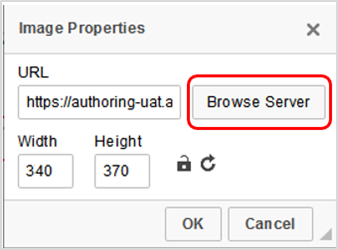 Image Properties
URL
https://authoring-uat.a Browse Server
Width Height
340 370
OK Cancel